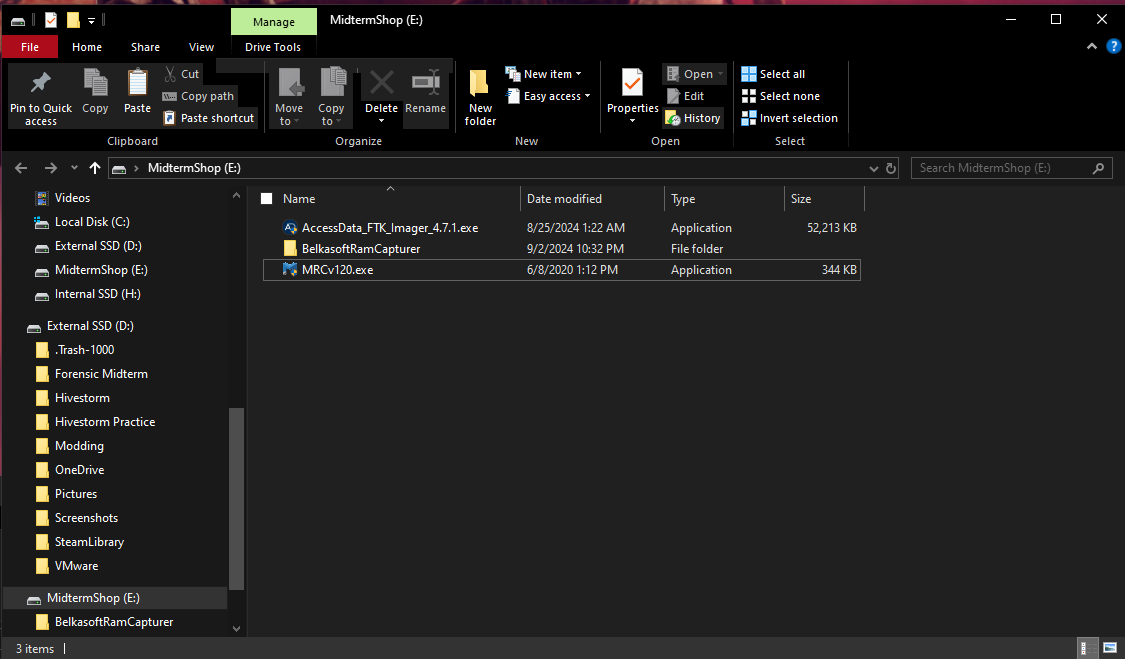 Manage
MidtermShop (E:)
File Home Share View Drive Tools
?
Pin to Quick access
Copy
Paste
Cut
Copy path
Paste shortcut
Clipboard
Move to
Copy to
Delete
Rename
Organize
New folder
New item
Easy access
New
Properties
Open
Edit
History
Open
Select all
Select none
Invert selection
Select
MidtermShop (E:)
Search MidtermShop (E:)
Videos
Local Disk (C:)
External SSD (D:)
MidtermShop (E:)
Internal SSD (H:)
External SSD (D:)
.Trash-1000
Forensic Midterm
Hivestorm
Hivestorm Practice
Modding
OneDrive
Pictures
Screenshots
SteamLibrary
VMware
MidtermShop (E:)
BelkasoftRamCapturer
Name Date modified Type Size
AccessData_FTK_Imager_4.7.1.exe 8/25/2024 1:22 AM Application 52,213 KB
BelkasoftRamCapturer 9/2/2024 10:32 PM File folder
MRCv120.exe 6/8/2020 1:12 PM Application 344 KB
3 items